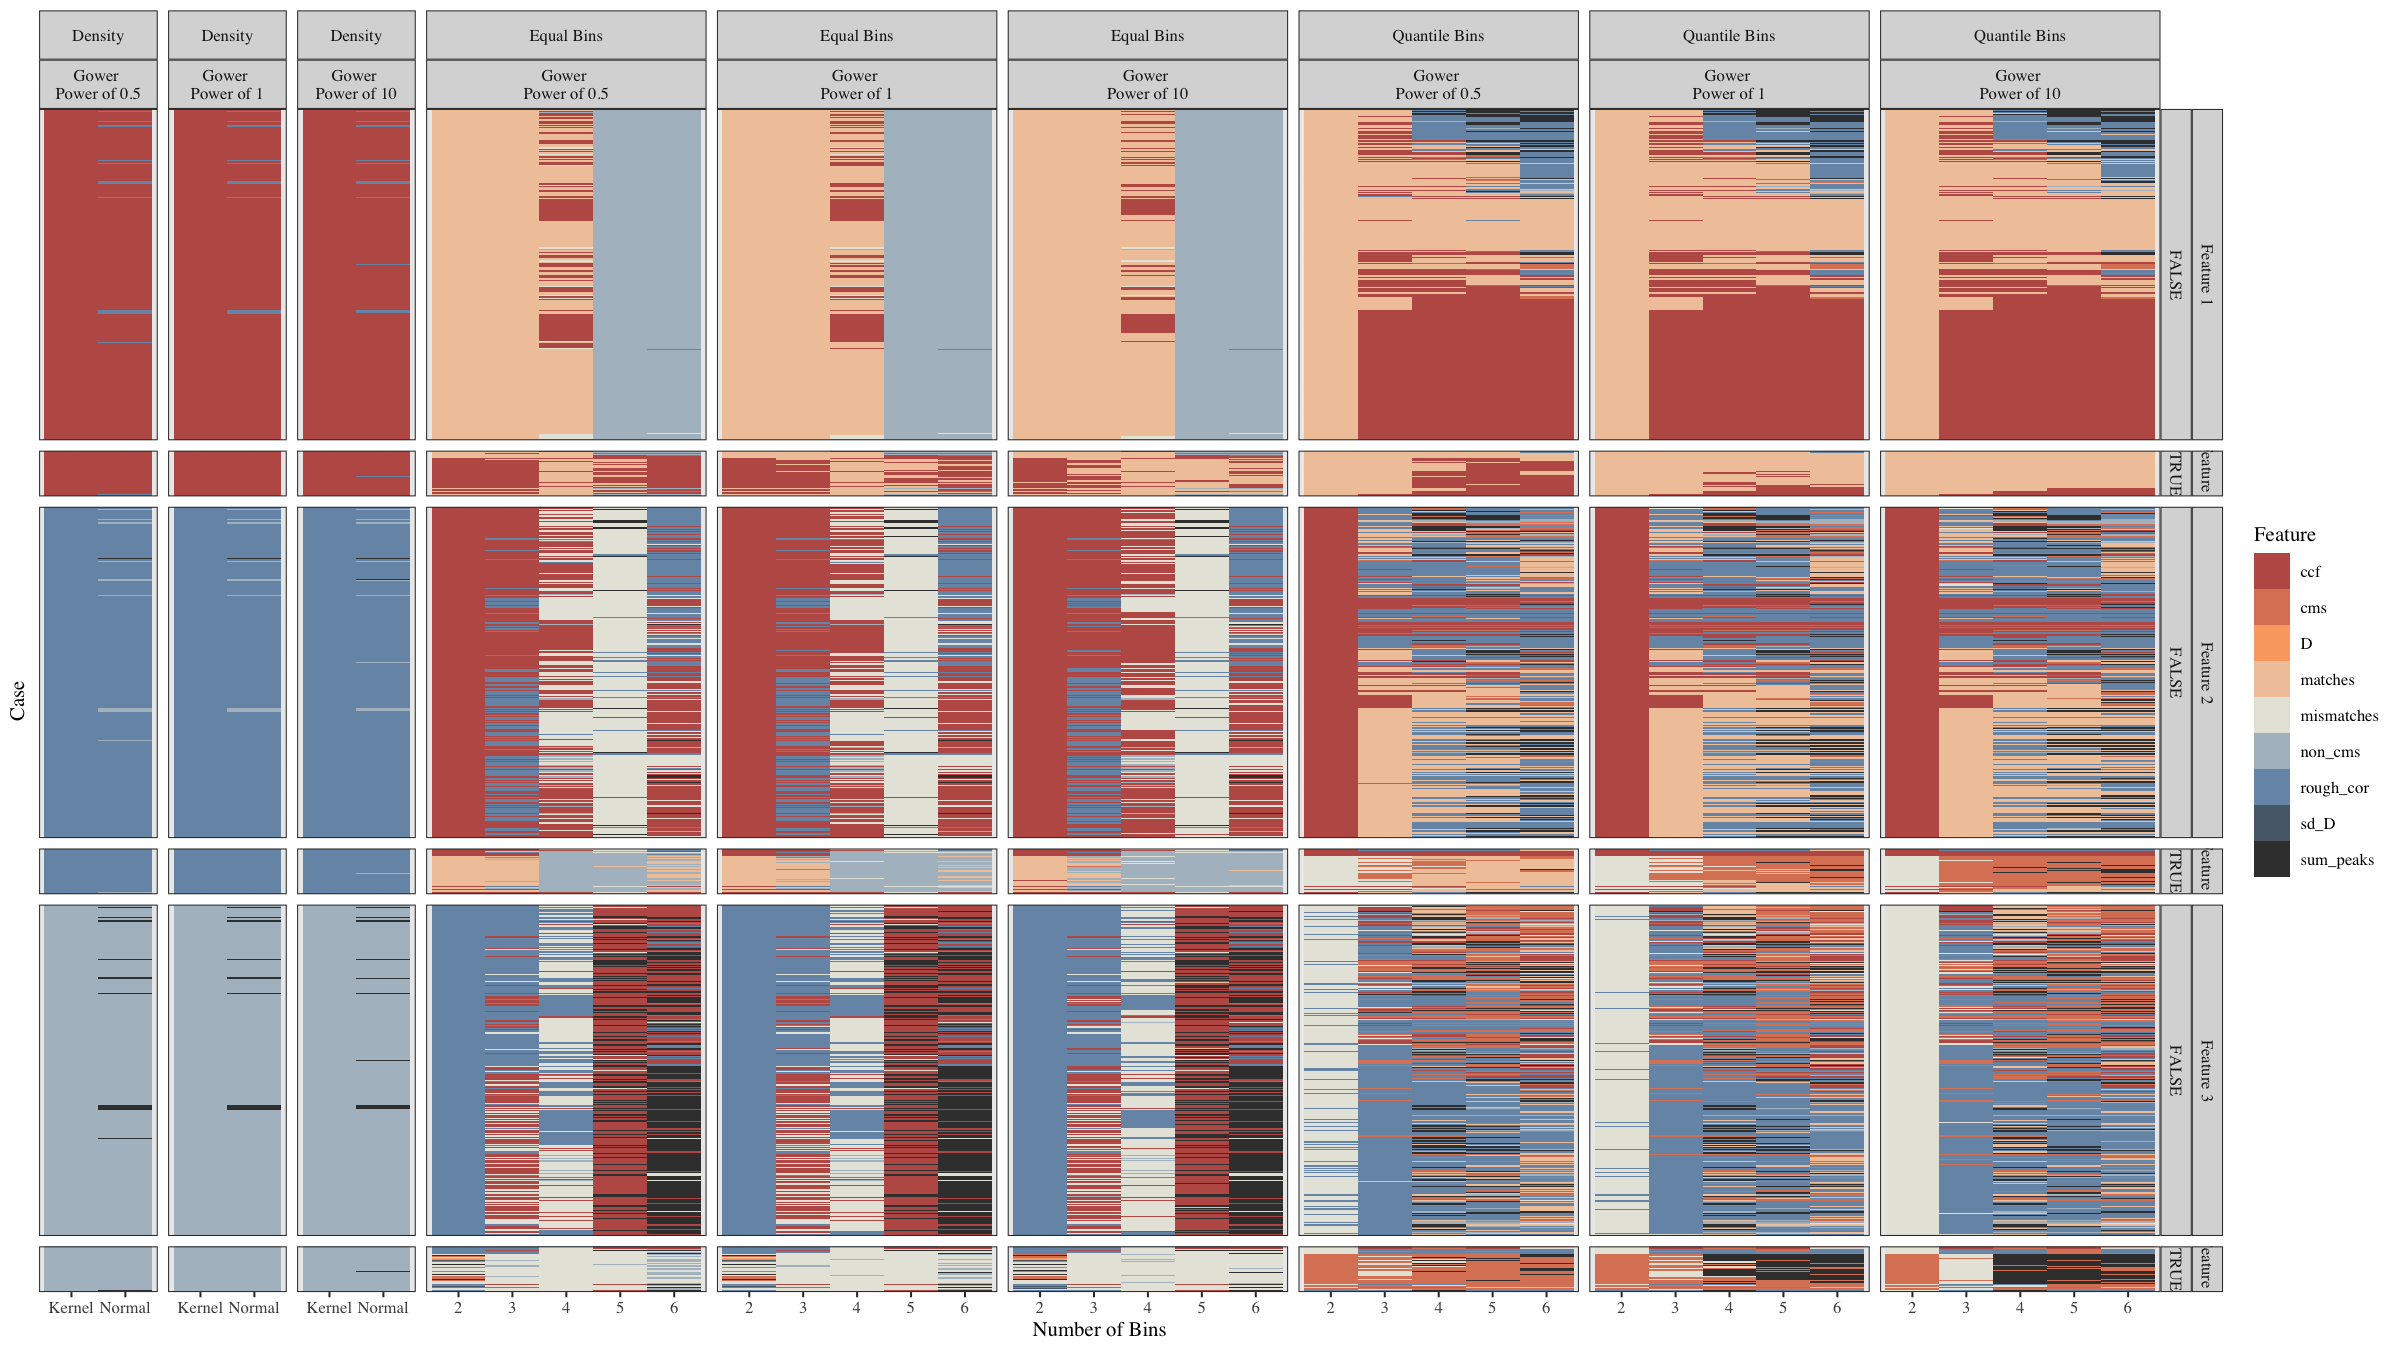 Density Density Density Equal Bins Equal Bins Equal Bins Quantile Bins Quantile Bins Quantile Bins
Gower Gower Gower Gower Gower Gower Gower Gower Gower
Power of 0.5 Power of 1 Power of 10 Power of 0.5 Power of 1 Power of 10 Power of 0.5 Power of 1 Power of 10
FALSE Feature 1
TRUE eature
FALSE Feature 2
TRUE eature
FALSE Feature 3
TRUE eature
Case
Kernel Normal Kernel Normal Kernel Normal 2 3 4 5 6 2 3 4 5 6 2 3 4 5 6 2 3 4 5 6 2 3 4 5 6 2 3 4 5 6
Number of Bins
Feature
ccf
cms
D
matches
mismatches
non_cms
rough_cor
sd_D
sum_peaks